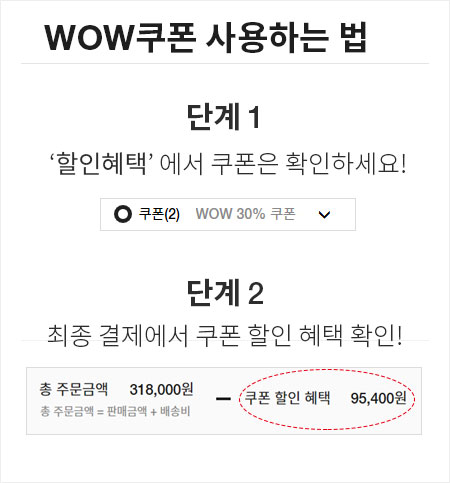 WOW쿠폰 사용하는 법
단계 1
‘할인혜택’ 에서 쿠폰은 확인하세요!
쿠폰(2) WOW 30% 쿠폰
단계 2
최종 결제에서 쿠폰 할인 혜택 확인!
총 주문금액 318,000원 − 쿠폰 할인 혜택 95,400원
총 주문금액 = 판매금액 + 배송비